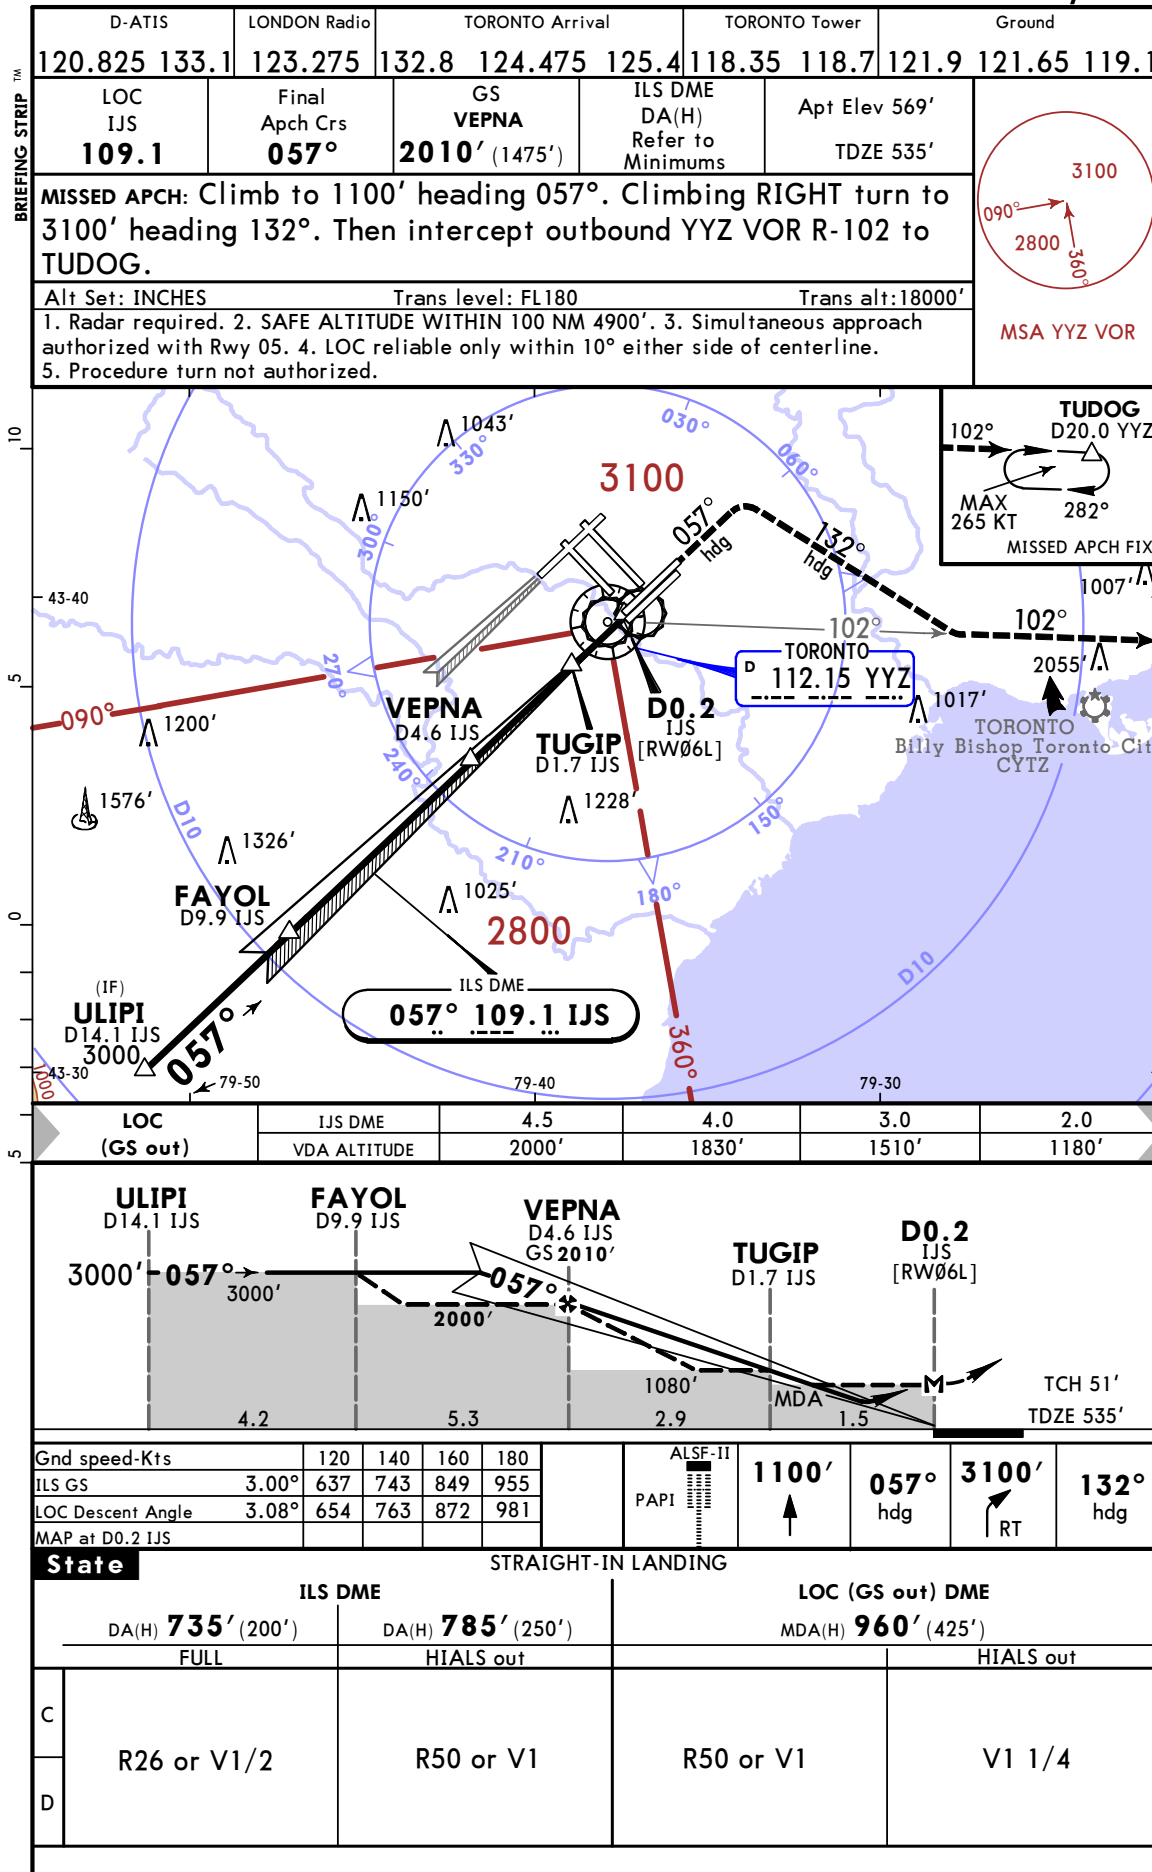 D-ATIS LONDON Radio TORONTO Arrival TORONTO Tower Ground
120.825 133.1 123.275 132.8 124.475 125.4 118.35 118.7 121.9 121.65 119.1
BRIEFING STRIP TM
LOC
IJS
109.1
Final
Apch Crs
057°
GS
VEPNA
2010' (1475')
ILS DME
DA(H)
Refer to
Minimums
Apt Elev 569'
TDZE 535'
MISSED APCH: Climb to 1100' heading 057°. Climbing RIGHT turn to
3100' heading 132°. Then intercept outbound YYZ VOR R-102 to
TUDOG.
Alt Set: INCHES Trans level: FL180 Trans alt:18000'
1. Radar required. 2. SAFE ALTITUDE WITHIN 100 NM 4900'. 3. Simultaneous approach
authorized with Rwy 05. 4. LOC reliable only within 10° either side of centerline.
5. Procedure turn not authorized.
3100
090°
2800
360°
MSA YYZ VOR
10
5
0
5
1043'
330°
030°
060°
1150'
300°
3100
057°
hdg
132°
hdg
TUDOG
D20.0 YYZ
102°
MAX
265 KT
282°
MISSED APCH FIX
1007'
43-40
102°
102°
270°
TORONTO
D 112.15 YYZ
2055'
090°
1200'
VEPNA
D4.6 IJS
TUGIP
D1.7 IJS
D0.2
IJS
[RWØ6L]
1017'
TORONTO
Billy Bishop Toronto Cit
CYTZ
240°
1576'
D10
1228'
150°
1326'
210°
180°
FAYOL
D9.9 IJS
1025'
2800
D10
ILS DME
057° 109.1 IJS
(IF)
ULIPI
D14.1 IJS
3000
057°
360°
1000
43-30
79-50
79-40
79-30
LOC
(GS out)
IJS DME 4.5 4.0 3.0 2.0
VDA ALTITUDE 2000' 1830' 1510' 1180'
ULIPI
D14.1 IJS
FAYOL
D9.9 IJS
VEPNA
D4.6 IJS
GS 2010'
TUGIP
D1.7 IJS
D0.2
IJS
[RWØ6L]
3000' 057°
3000'
057°
2000'
1080'
MDA
M
TCH 51'
TDZE 535'
4.2 5.3 2.9 1.5
Gnd speed-Kts 120 140 160 180
ILS GS 3.00° 637 743 849 955
LOC Descent Angle 3.08° 654 763 872 981
MAP at D0.2 IJS
ALSF-II
PAPI
1100'
057°
hdg
3100'
RT
132°
hdg
State
STRAIGHT-IN LANDING
ILS DME LOC (GS out) DME
DA(H) 735' (200') DA(H) 785' (250') MDA(H) 960' (425')
FULL HIALS out HIALS out
C
R26 or V1/2 R50 or V1 R50 or V1 V1 1/4
D